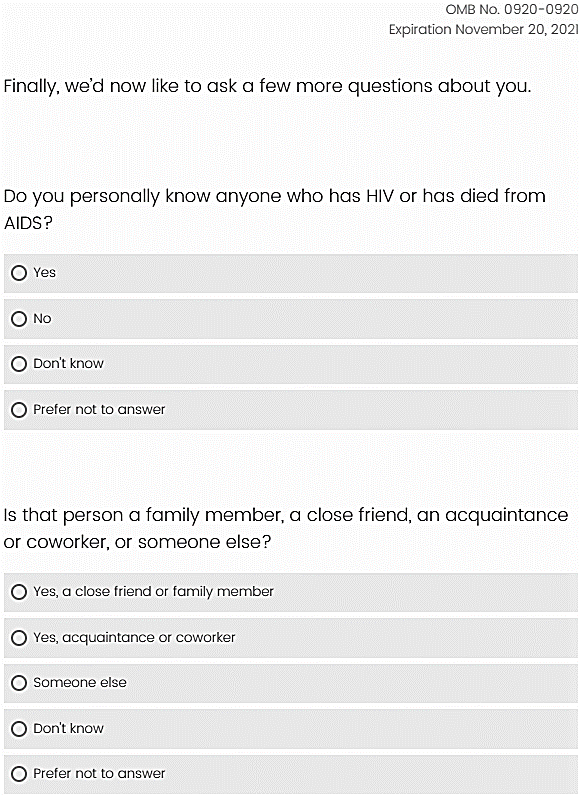 OMB No. 0920-0920
Expiration November 20, 2021
Finally, we'd now like to ask a few more questions about you.
Do you personally know anyone who has HIV or has died from
AIDS?
Yes
No
Don't know
Prefer not to answer
Is that person a family member, a close friend, an acquaintance
or coworker, or someone else?
Yes, a close friend or family member
Yes, acquaintance or coworker
Someone else
Don't know
Prefer not to answer